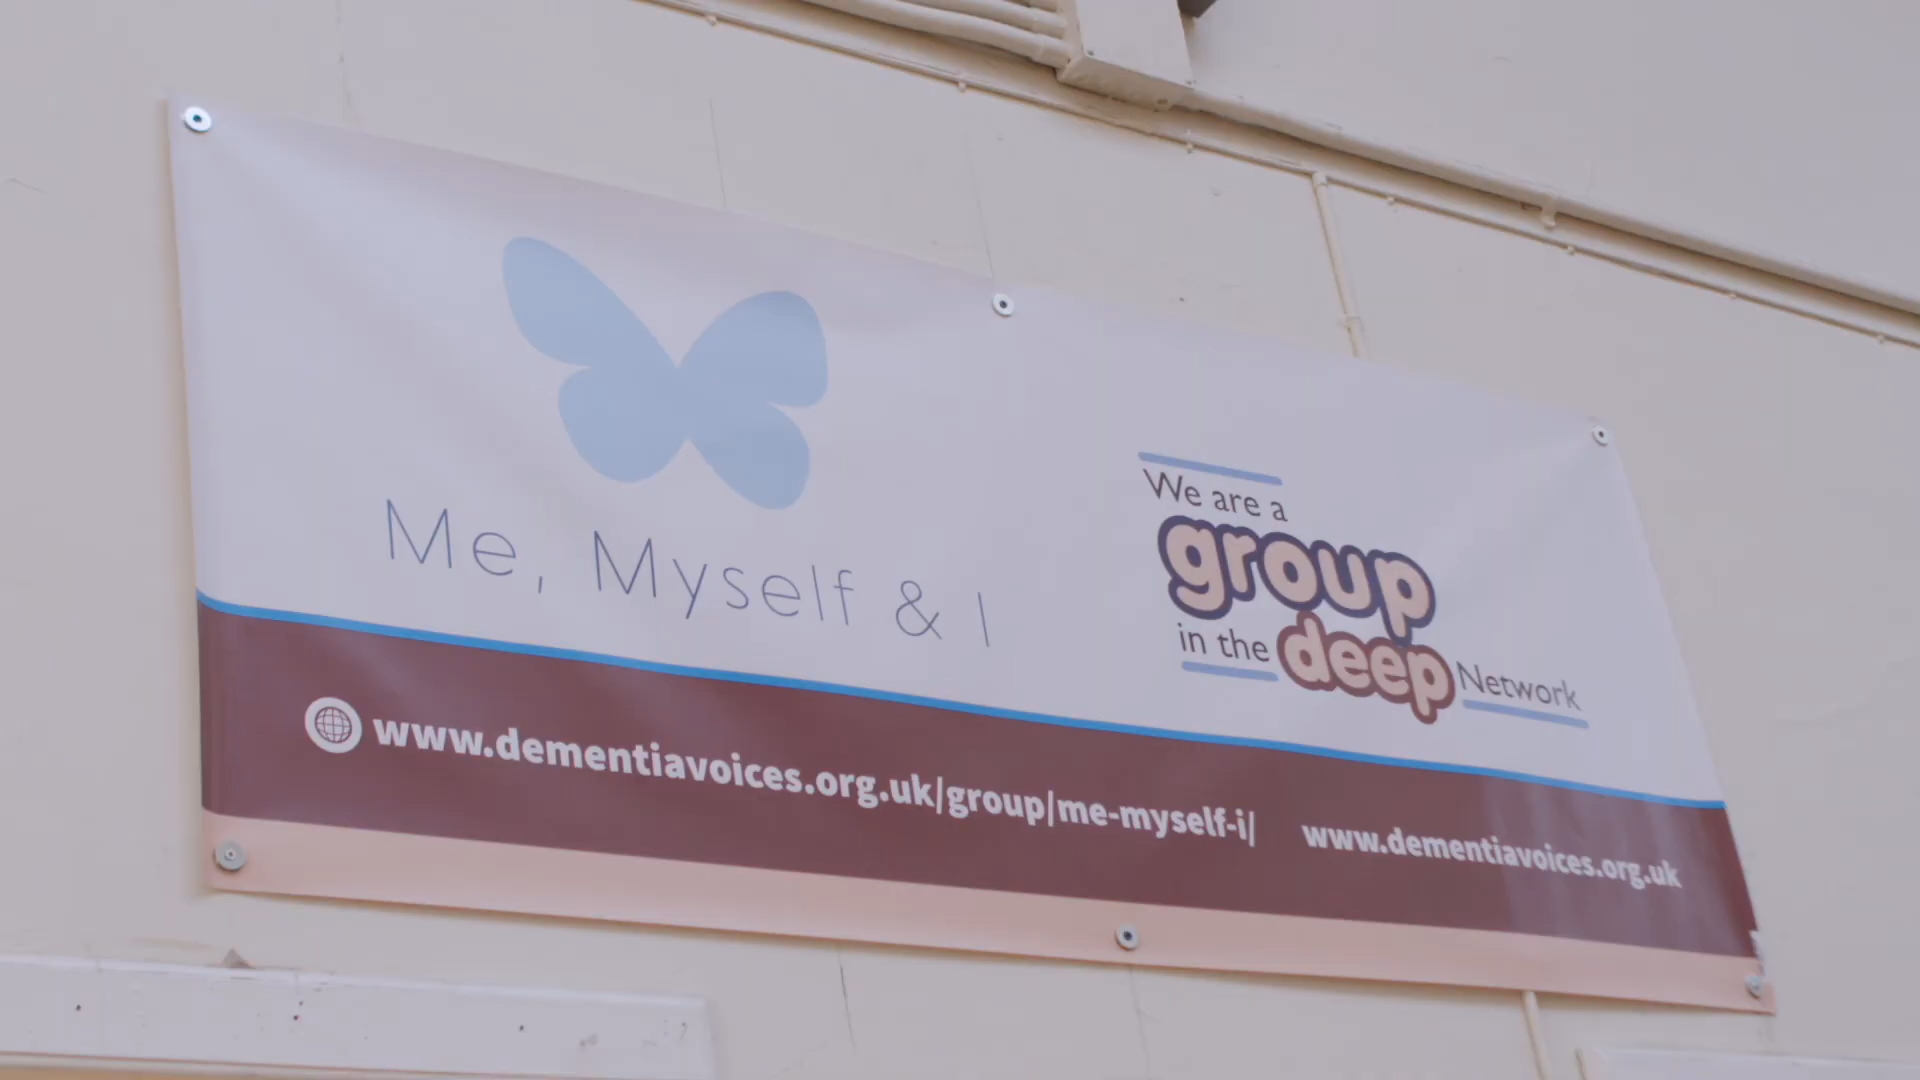 Me, Myself & I
We are a
group
in the deep Network
www.dementiavoices.org.uk/group/me-myself-i/
www.dementiavoices.org.uk